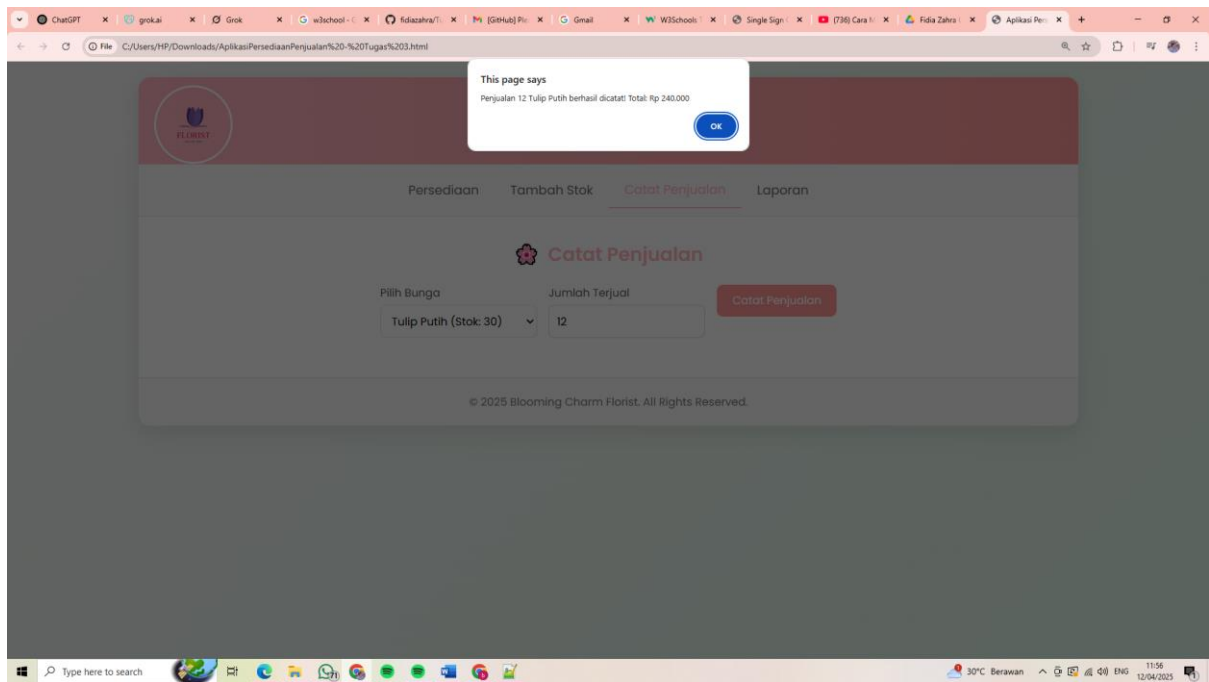 ChatGPT
grok.ai
Grok
w3school - 
fidiazahra/T
[GitHub] Ple
Gmail
W3Schools
Single Sign
(736) Cara
Fidia Zahra
Aplikasi Per
File C:/Users/HP/Downloads/AplikasiPersediaanPenjualan%20-%20Tugas%203.html
This page says
Penjualan 12 Tulip Putih berhasil dicatat! Total: Rp 240.000
OK
FLORIST
Persediaan Tambah Stok Catat Penjualan Laporan
Catat Penjualan
Pilih Bunga Jumlah Terjual
Catat Penjualan
Tulip Putih (Stok: 30) 12
© 2025 Blooming Charm Florist. All Rights Reserved.
Type here to search
30°C Berawan
ENG
11:56
12/04/2025